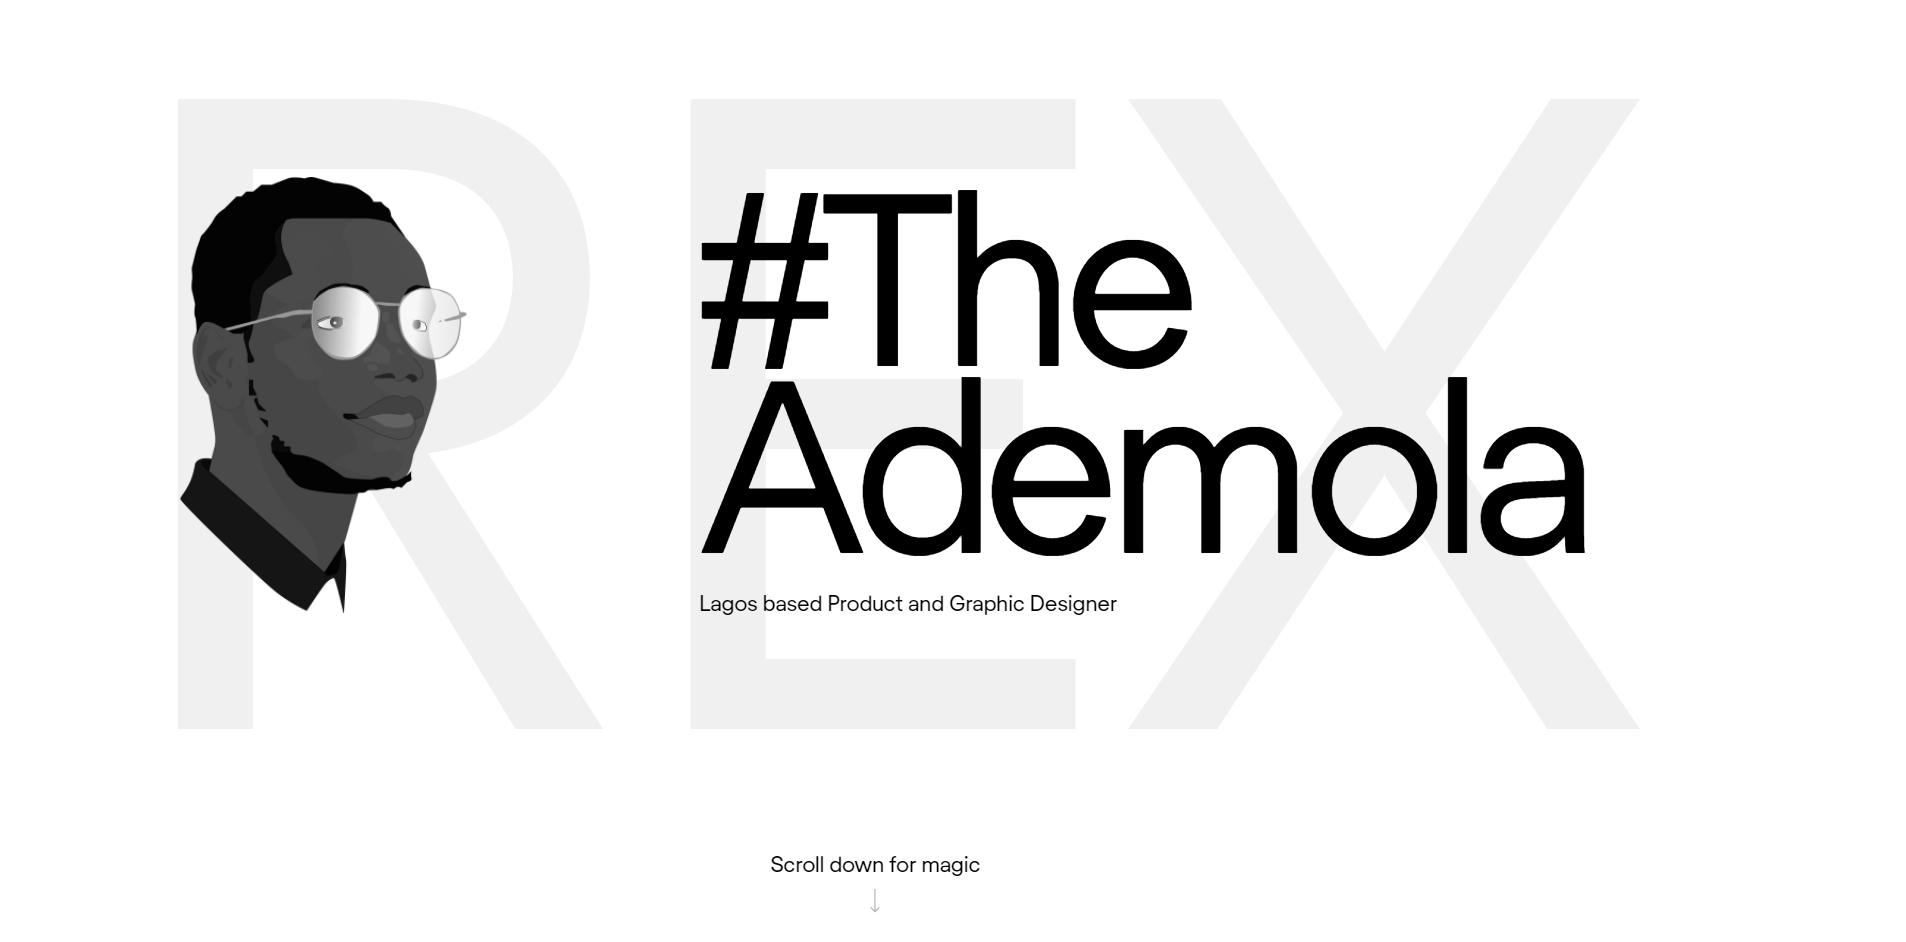 REX
#The
Ademola
Lagos based Product and Graphic Designer
Scroll down for magic